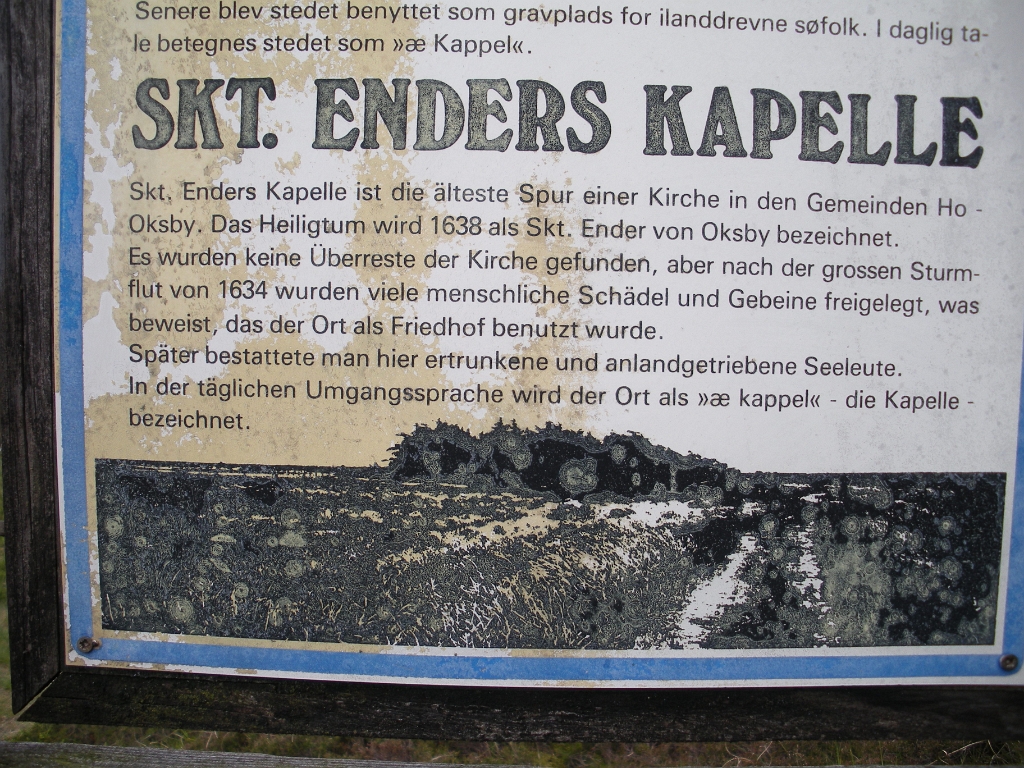 Senere blev stedet benyttet som gravplads for ilanddrevne søfolk. I daglig ta-
le betegnes stedet som »æ Kappel«.
SKT. ENDERS KAPELLE
Skt. Enders Kapelle ist die älteste Spur einer Kirche in den Gemeinden Ho -
Oksby. Das Heiligtum wird 1638 als Skt. Ender von Oksby bezeichnet.
Es wurden keine Überreste der Kirche gefunden, aber nach der grossen Sturm-
flut von 1634 wurden viele menschliche Schädel und Gebeine freigelegt, was
beweist, das der Ort als Friedhof benutzt wurde.
Später bestattete man hier ertrunkene und anlandgetriebene Seeleute.
In der täglichen Umgangssprache wird der Ort als »æ kappel« - die Kapelle -
bezeichnet.